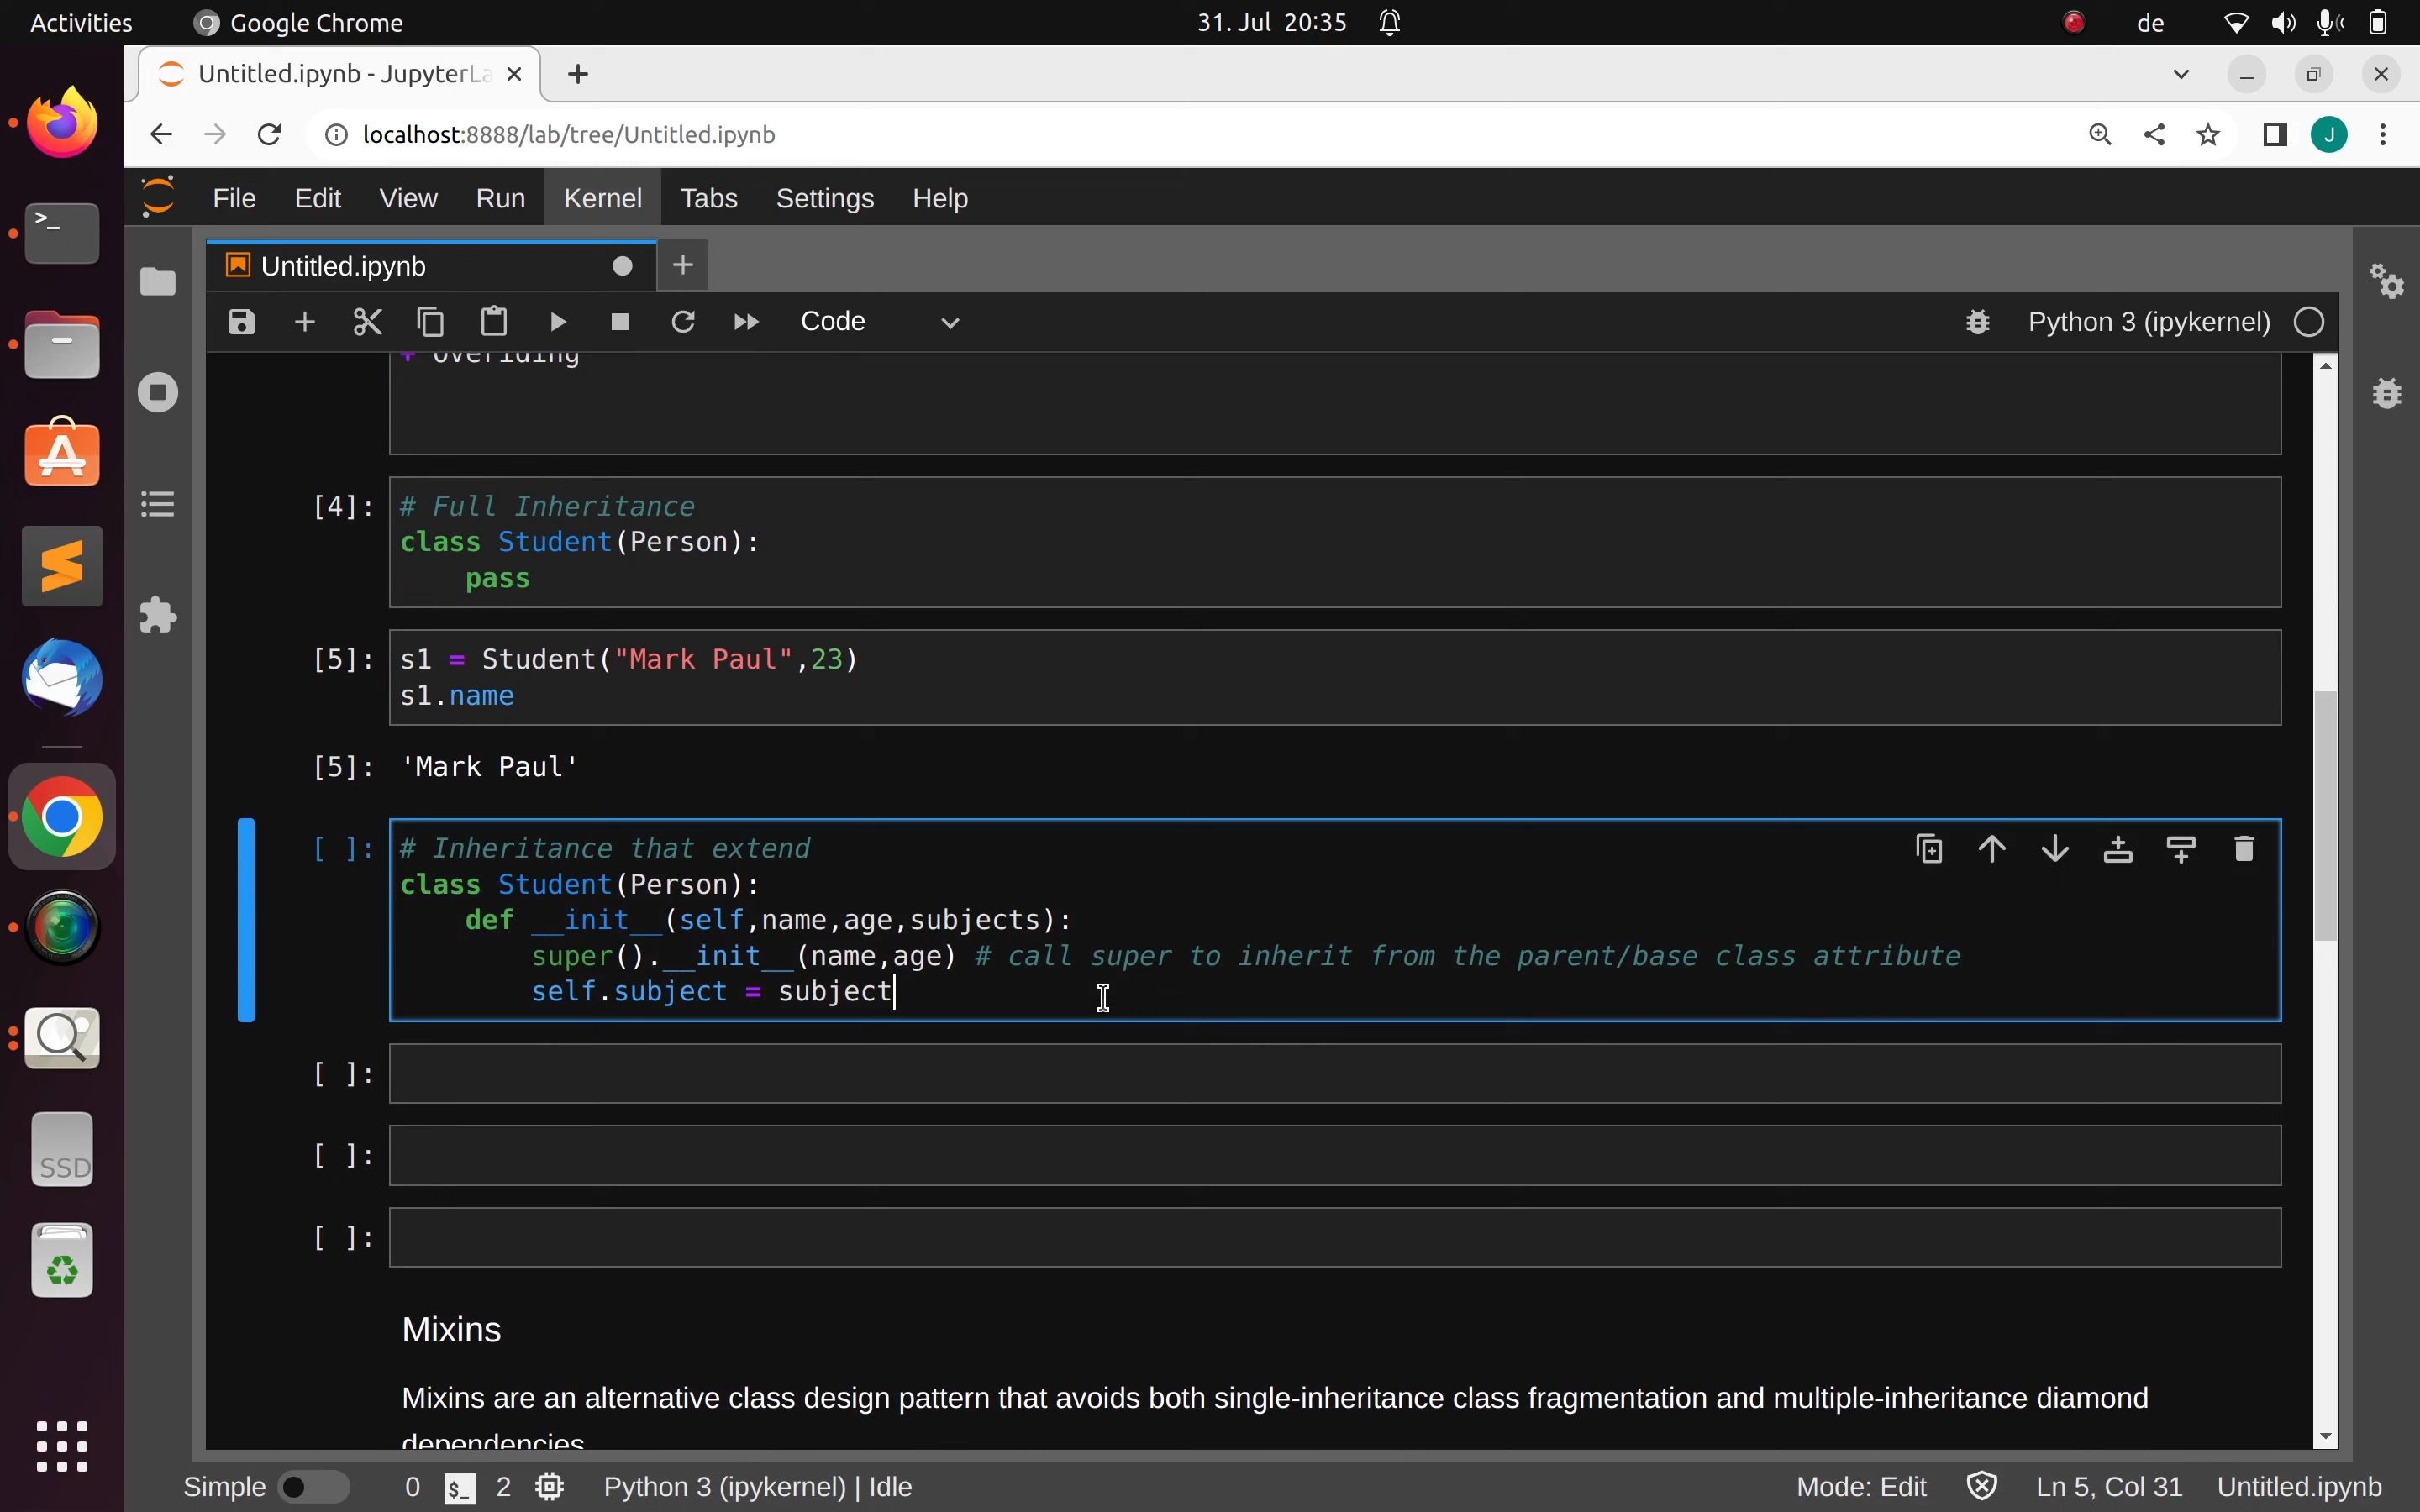 Activities Google Chrome 31. Jul 20:35 de
Untitled.ipynb - JupyterLa
localhost:8888/lab/tree/Untitled.ipynb J
File Edit View Run Kernel Tabs Settings Help
Untitled.ipynb
Code Python 3 (ipykernel)
+ Overiding
[4]: # Full Inheritance
class Student(Person):
pass
[5]: s1 = Student("Mark Paul",23)
s1.name
[5]: 'Mark Paul'
[ ]: # Inheritance that extend
class Student(Person):
def __init__(self,name,age,subjects):
super().__init__(name,age) # call super to inherit from the parent/base class attribute
self.subject = subject
[ ]:
[ ]:
[ ]:
SSD
Mixins
Mixins are an alternative class design pattern that avoids both single-inheritance class fragmentation and multiple-inheritance diamond
dependencies
Simple 0 $_ 2 Python 3 (ipykernel) | Idle Mode: Edit Ln 5, Col 31 Untitled.ipynb